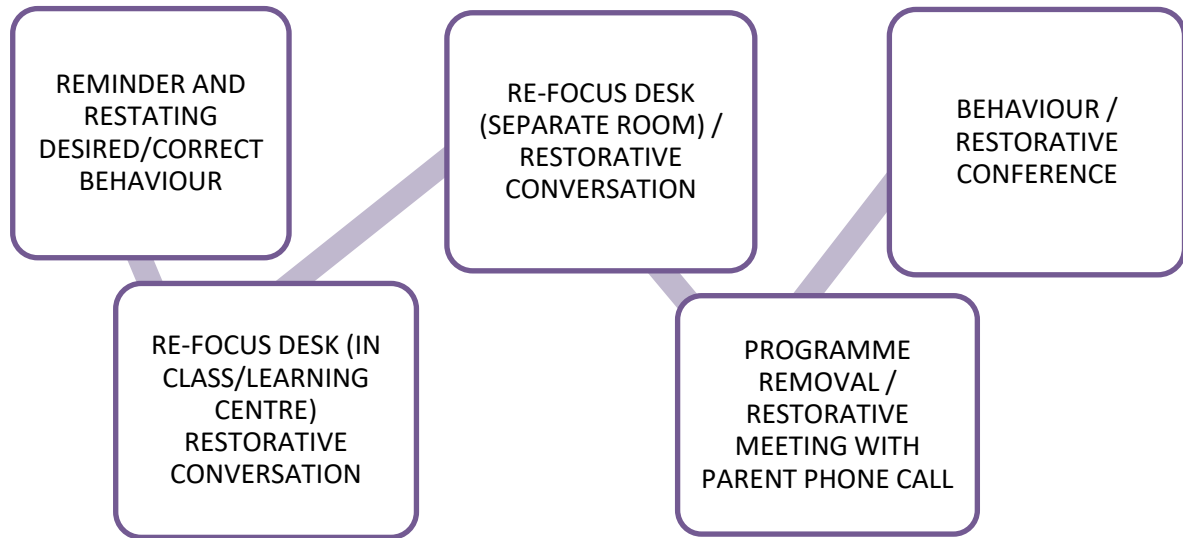 REMINDER AND
RESTATING
DESIRED/CORRECT
BEHAVIOUR
RE-FOCUS DESK (IN
CLASS/LEARNING
CENTRE)
RESTORATIVE
CONVERSATION
RE-FOCUS DESK
(SEPARATE ROOM) /
RESTORATIVE
CONVERSATION
PROGRAMME
REMOVAL /
RESTORATIVE
MEETING WITH
PARENT PHONE CALL
BEHAVIOUR /
RESTORATIVE
CONFERENCE